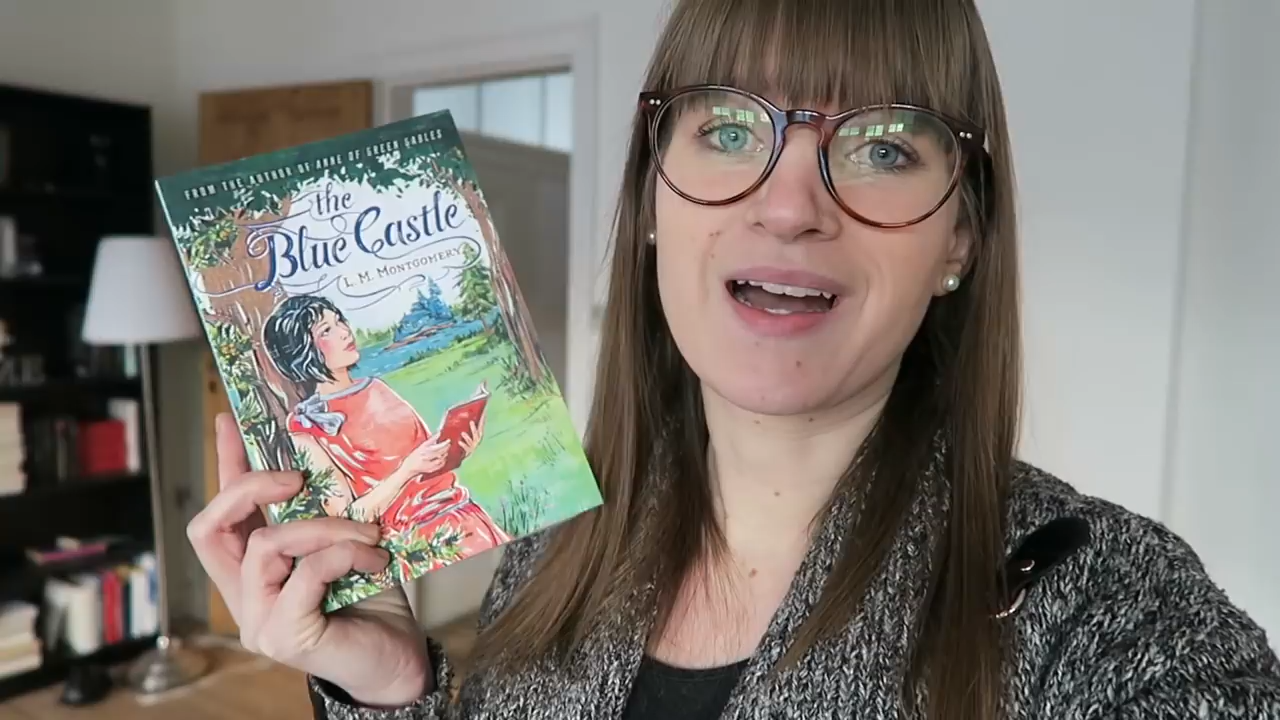 FROM THE AUTHOR OF ANNE OF GREEN GABLES
the
Blue Castle
L. M. MONTGOMERY